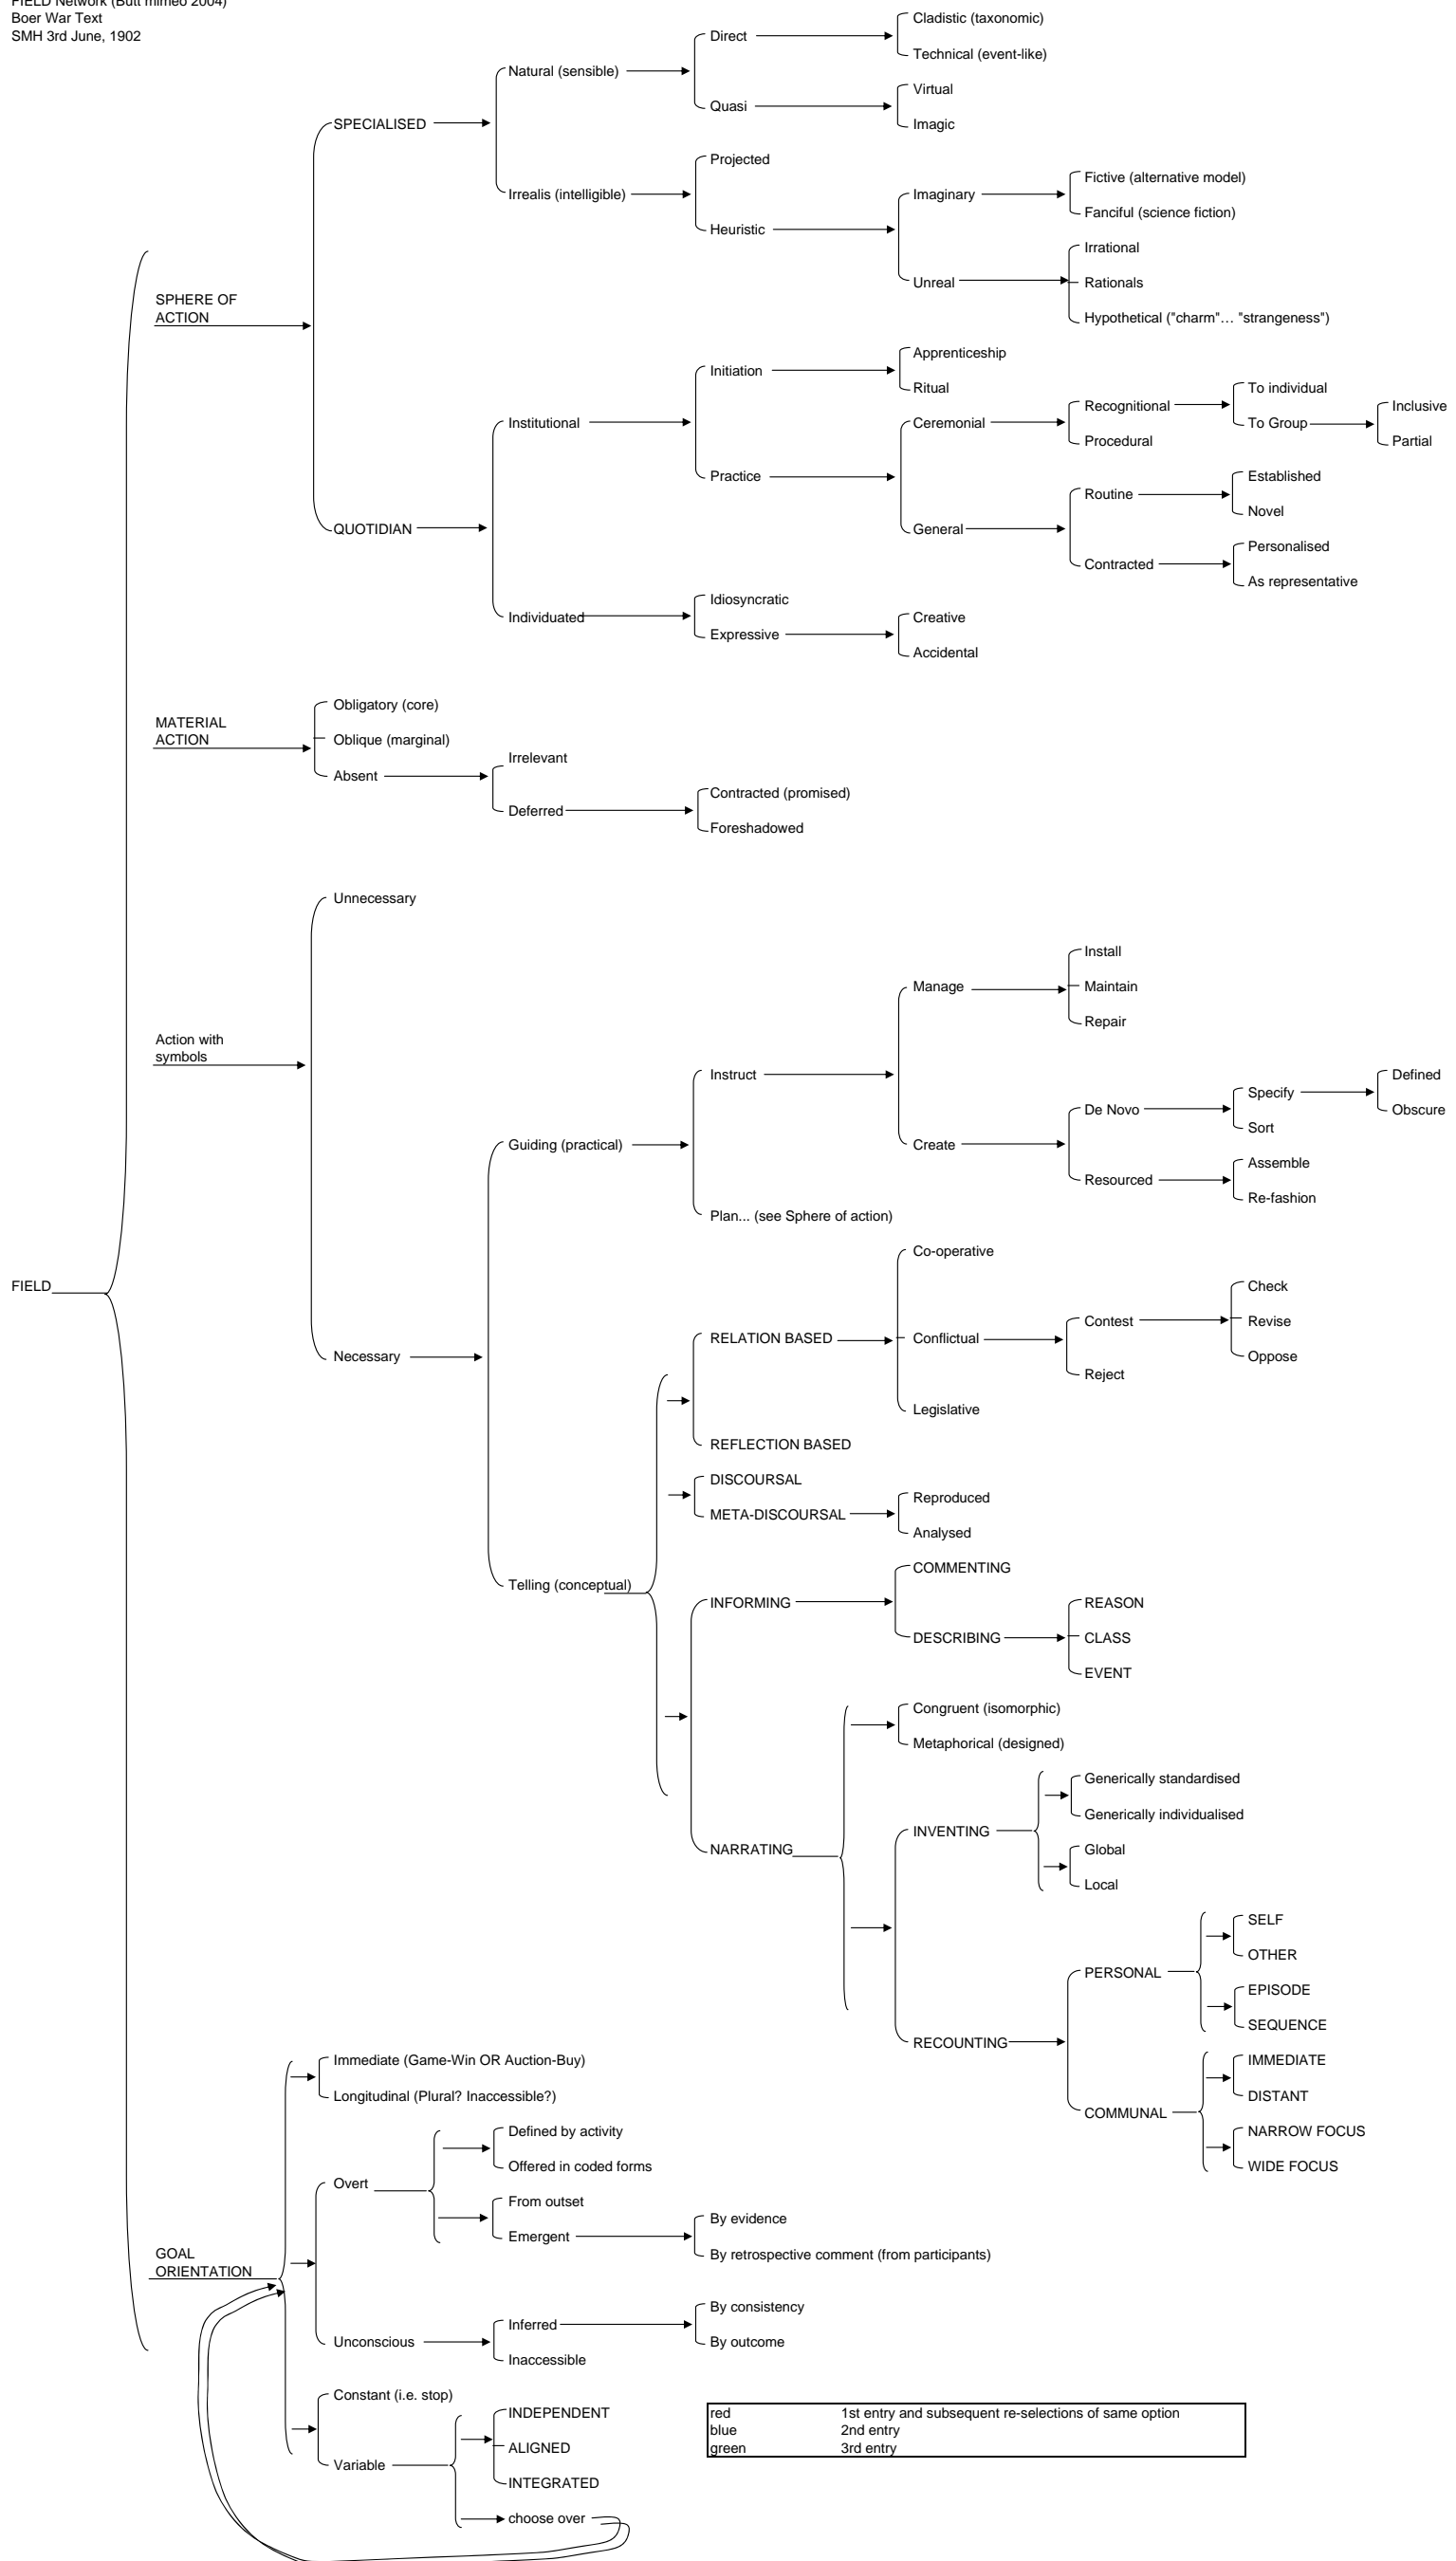 FIELD Network (Butt mimeo 2004)
Boer War Text
SMH 3rd June, 1902
Cladistic (taxonomic)
Direct
Technical (event-like)
Natural (sensible)
Virtual
Quasi
Imagic
SPECIALISED
Projected
Fictive (alternative model)
Irrealis (intelligible)
Imaginary
Fanciful (science fiction)
Heuristic
Irrational
Unreal
Rationals
Hypothetical ("charm"... "strangeness")
SPHERE OF
ACTION
Apprenticeship
Initiation
Ritual
To individual
Recognitional
Inclusive
Institutional
Ceremonial
To Group
Procedural
Partial
Practice
Established
Routine
Novel
QUOTIDIAN
General
Personalised
Contracted
As representative
Idiosyncratic
Individuated
Creative
Expressive
Accidental
Obligatory (core)
MATERIAL
ACTION
Oblique (marginal)
Irrelevant
Absent
Contracted (promised)
Deferred
Foreshadowed
Unnecessary
Install
Manage
Maintain
Repair
Action with
symbols
Instruct
Defined
Specify
De Novo
Obscure
Sort
Guiding (practical)
Create
Assemble
Resourced
Re-fashion
Plan... (see Sphere of action)
Co-operative
FIELD
Check
Contest
Revise
RELATION BASED
Conflictual
Necessary
Oppose
Reject
Legislative
REFLECTION BASED
DISCOURSAL
Reproduced
META-DISCOURSAL
Analysed
COMMENTING
Telling (conceptual)
INFORMING
REASON
DESCRIBING
CLASS
EVENT
Congruent (isomorphic)
Metaphorical (designed)
Generically standardised
Generically individualised
INVENTING
NARRATING
Global
Local
SELF
OTHER
PERSONAL
EPISODE
SEQUENCE
RECOUNTING
Immediate (Game-Win OR Auction-Buy)
IMMEDIATE
Longitudinal (Plural? Inaccessible?)
DISTANT
COMMUNAL
Defined by activity
NARROW FOCUS
Offered in coded forms
WIDE FOCUS
Overt
From outset
By evidence
Emergent
By retrospective comment (from participants)
GOAL
ORIENTATION
By consistency
Inferred
Unconscious
By outcome
Inaccessible
Constant (i.e. stop)
INDEPENDENT
ALIGNED
Variable
INTEGRATED
choose over
red 1st entry and subsequent re-selections of same option
blue 2nd entry
green 3rd entry